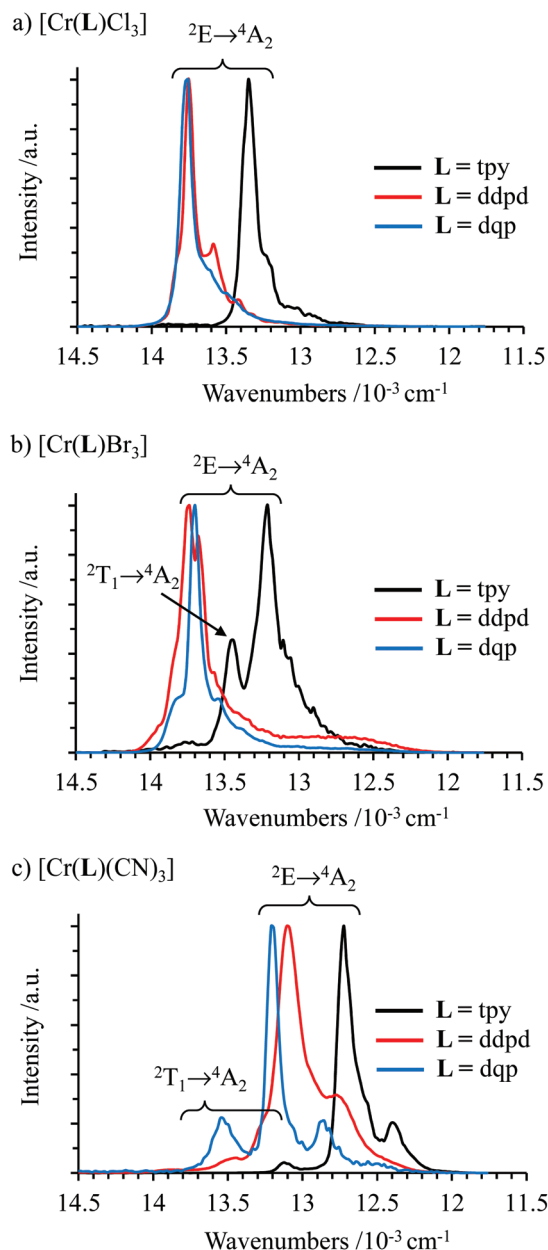 a) [Cr(L)Cl₃]
²E→⁴A₂
Intensity /a.u.
L = tpy
L = ddpd
L = dqp
14.5 14 13.5 13 12.5 12 11.5
Wavenumbers /10⁻³ cm⁻¹
b) [Cr(L)Br₃]
²E→⁴A₂
²T₁→⁴A₂
Intensity /a.u.
L = tpy
L = ddpd
L = dqp
14.5 14 13.5 13 12.5 12 11.5
Wavenumbers /10⁻³ cm⁻¹
c) [Cr(L)(CN)₃]
²E→⁴A₂
²T₁→⁴A₂
Intensity /a.u.
L = tpy
L = ddpd
L = dqp
14.5 14 13.5 13 12.5 12 11.5
Wavenumbers /10⁻³ cm⁻¹